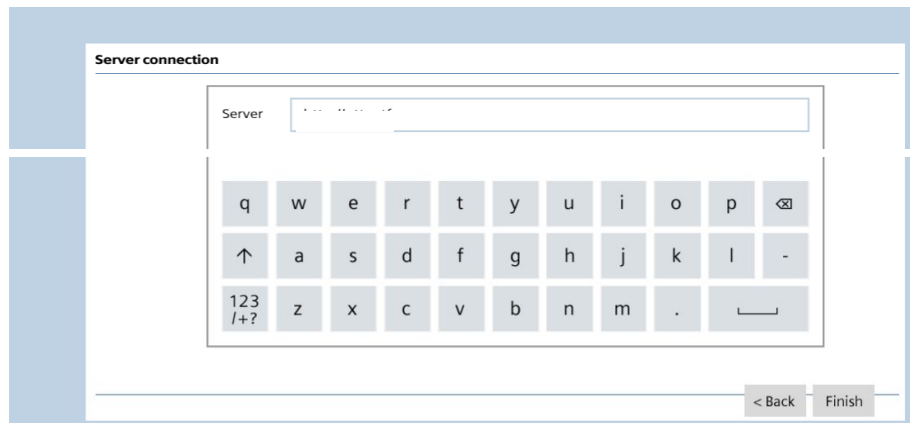 Server connection
Server
q w e r t y u i o p ⌫
↑ a s d f g h j k l -
123 z x c v b n m .
/+?
< Back Finish